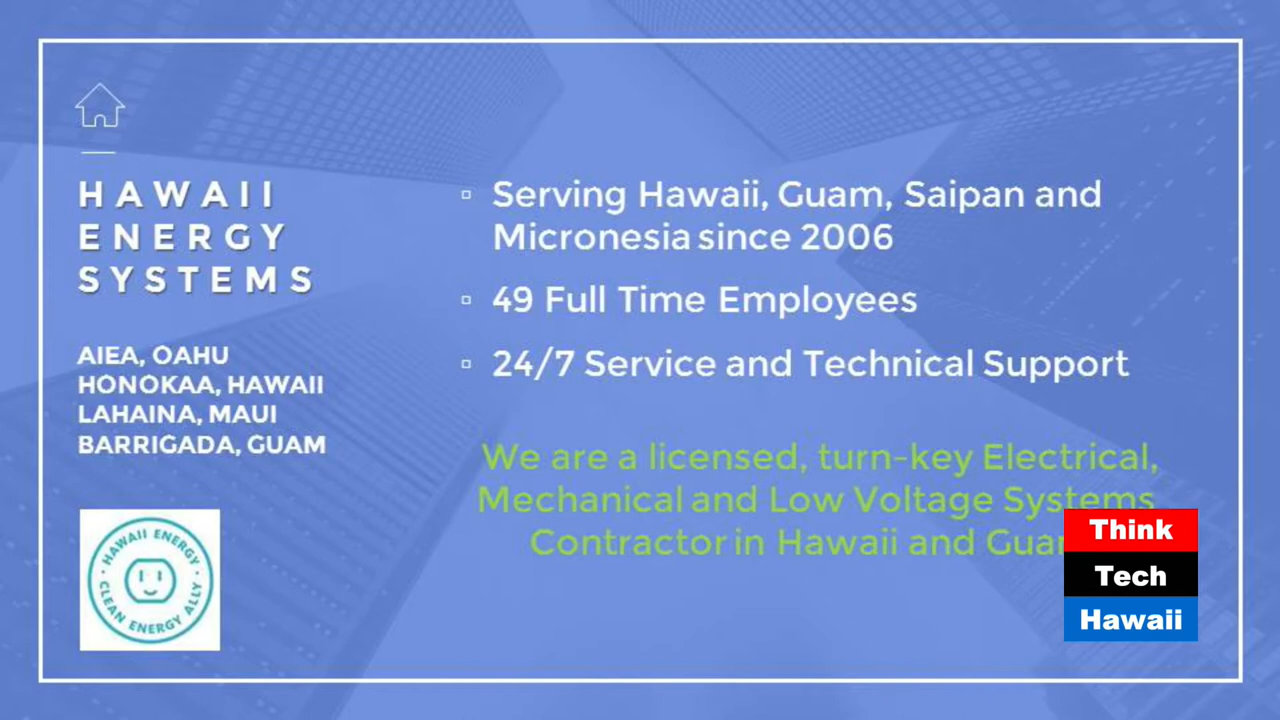 HAWAII
ENERGY
SYSTEMS
AIEA, OAHU
HONOKAA, HAWAII
LAHAINA, MAUI
BARRIGADA, GUAM
HAWAII ENERGY
CLEAN ENERGY ALLY
Serving Hawaii, Guam, Saipan and
Micronesia since 2006
49 Full Time Employees
24/7 Service and Technical Support
We are a licensed, turn-key Electrical,
Mechanical and Low Voltage Systems
Contractor in Hawaii and
Think
Tech
Hawaii